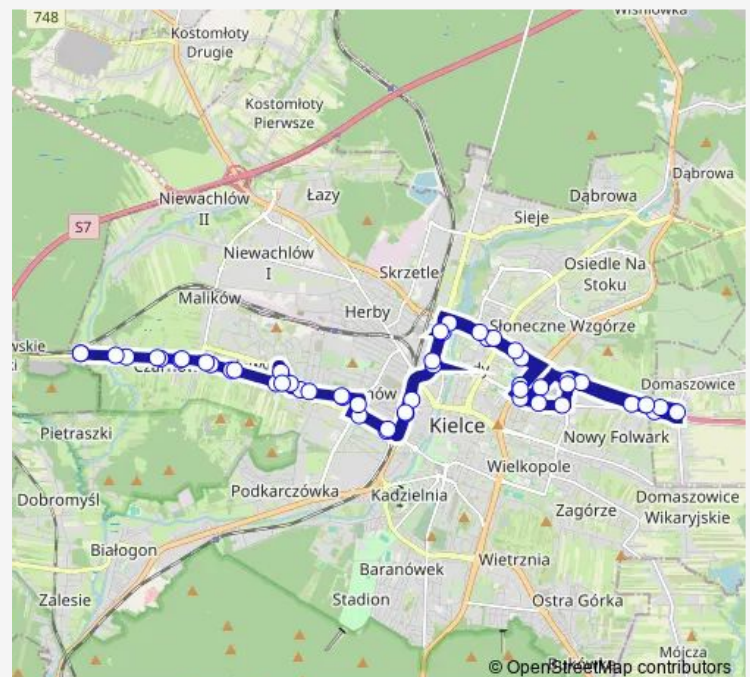 748
Wiśniówka
Kostomłoty
Drugie
Kostomłoty
Pierwsze
Dąbrowa
Niewachlów
II
Łazy
Dąbrowa
Sieje
S7
Niewachlów
I
Osiedle Na
Stoku
Skrzetle
Malików
Herby
Słoneczne Wzgórze
Domaszowice
Kielce
Nowy Folwark
Pietraszki
Wielkopole
Dobromyśl
Podkarczówka
Kadzielnia
Domaszowice
Wikaryjskie
Zagórze
Białogon
Baranówek
Wietrznia
Zalesie
Stadion
Ostra Górka
Mójcza
© OpenStreetMap contributors